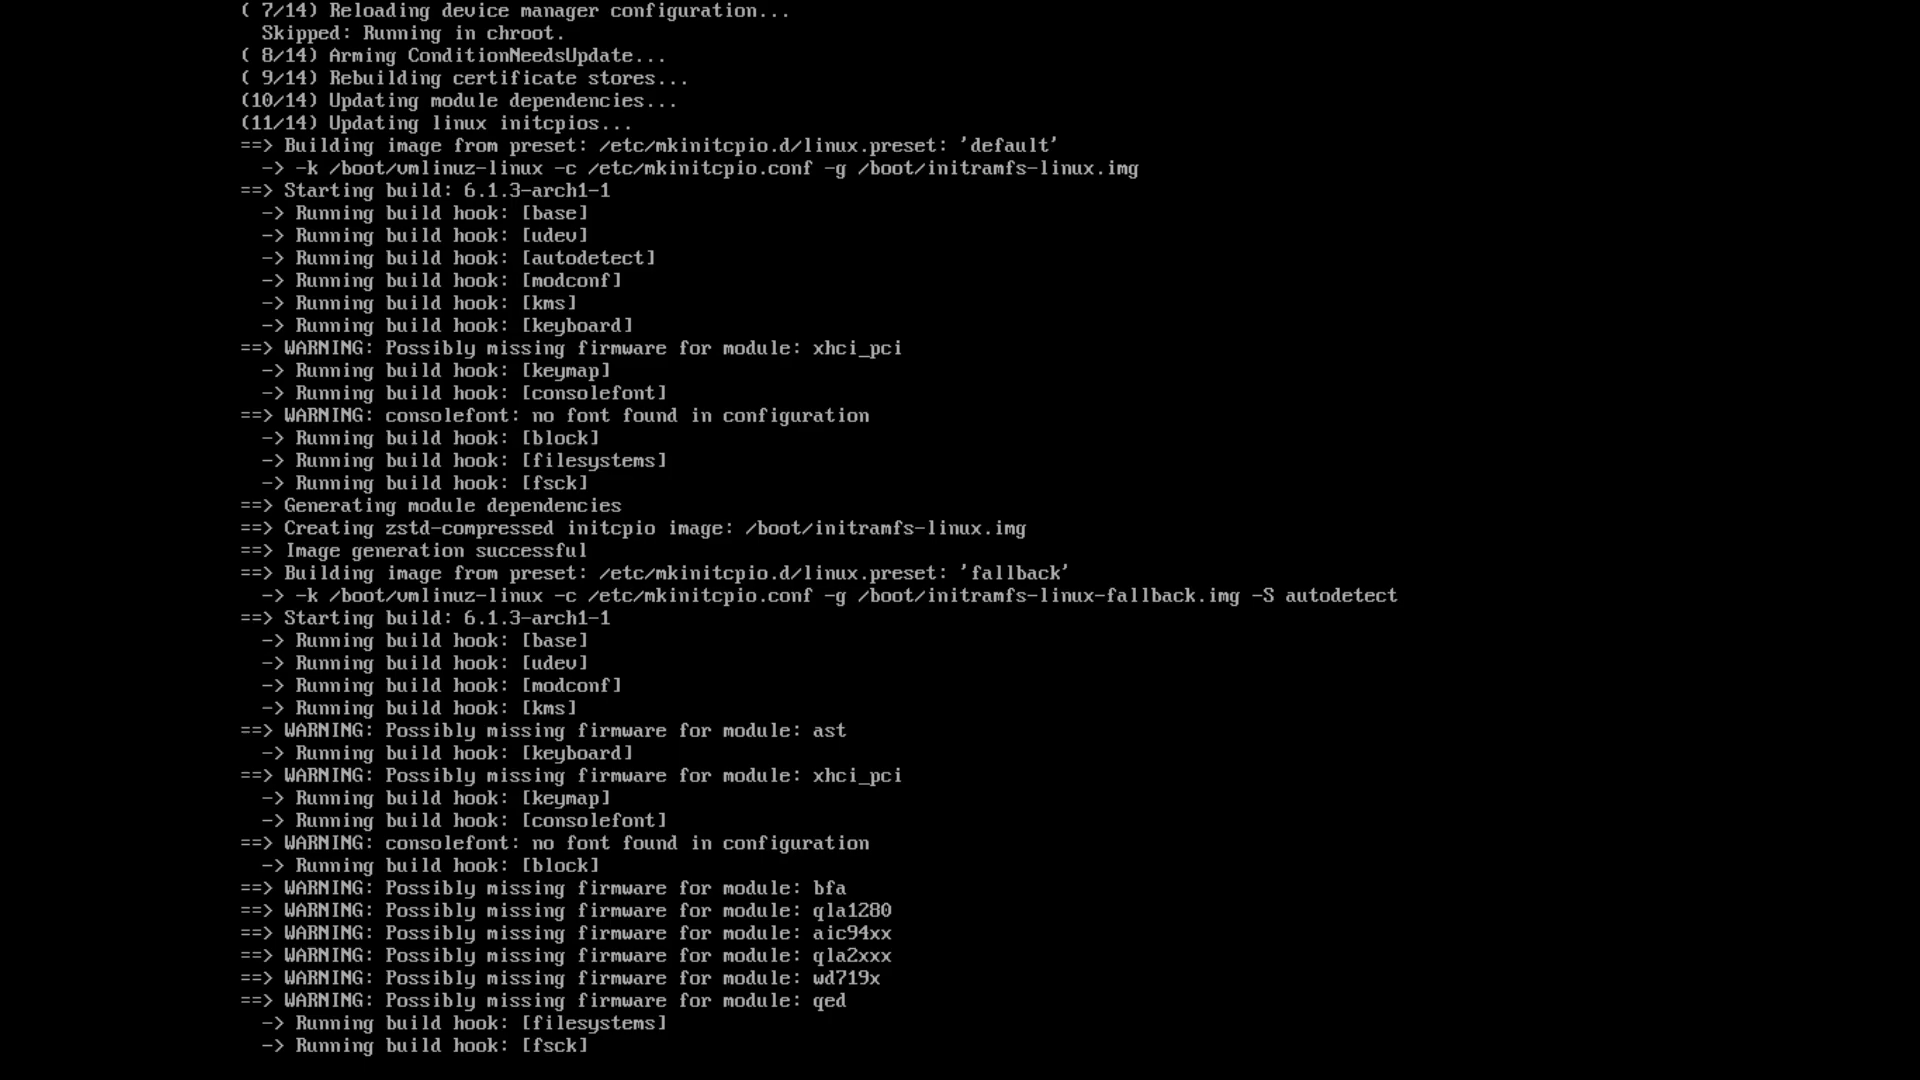 ( 7/14) Reloading device manager configuration...
  Skipped: Running in chroot.
( 8/14) Arming ConditionNeedsUpdate...
( 9/14) Rebuilding certificate stores...
(10/14) Updating module dependencies...
(11/14) Updating linux initcpios...
==> Building image from preset: /etc/mkinitcpio.d/linux.preset: 'default'
  -> -k /boot/vmlinuz-linux -c /etc/mkinitcpio.conf -g /boot/initramfs-linux.img
==> Starting build: 6.1.3-arch1-1
  -> Running build hook: [base]
  -> Running build hook: [udev]
  -> Running build hook: [autodetect]
  -> Running build hook: [modconf]
  -> Running build hook: [kms]
  -> Running build hook: [keyboard]
==> WARNING: Possibly missing firmware for module: xhci_pci
  -> Running build hook: [keymap]
  -> Running build hook: [consolefont]
==> WARNING: consolefont: no font found in configuration
  -> Running build hook: [block]
  -> Running build hook: [filesystems]
  -> Running build hook: [fsck]
==> Generating module dependencies
==> Creating zstd-compressed initcpio image: /boot/initramfs-linux.img
==> Image generation successful
==> Building image from preset: /etc/mkinitcpio.d/linux.preset: 'fallback'
  -> -k /boot/vmlinuz-linux -c /etc/mkinitcpio.conf -g /boot/initramfs-linux-fallback.img -S autodetect
==> Starting build: 6.1.3-arch1-1
  -> Running build hook: [base]
  -> Running build hook: [udev]
  -> Running build hook: [modconf]
  -> Running build hook: [kms]
==> WARNING: Possibly missing firmware for module: ast
  -> Running build hook: [keyboard]
==> WARNING: Possibly missing firmware for module: xhci_pci
  -> Running build hook: [keymap]
  -> Running build hook: [consolefont]
==> WARNING: consolefont: no font found in configuration
  -> Running build hook: [block]
==> WARNING: Possibly missing firmware for module: bfa
==> WARNING: Possibly missing firmware for module: qla1280
==> WARNING: Possibly missing firmware for module: aic94xx
==> WARNING: Possibly missing firmware for module: qla2xxx
==> WARNING: Possibly missing firmware for module: wd719x
==> WARNING: Possibly missing firmware for module: qed
  -> Running build hook: [filesystems]
  -> Running build hook: [fsck]